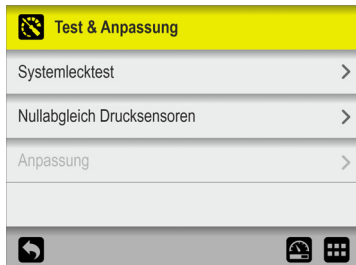 Test & Anpassung
Systemlecktest
Nullabgleich Drucksensoren
Anpassung